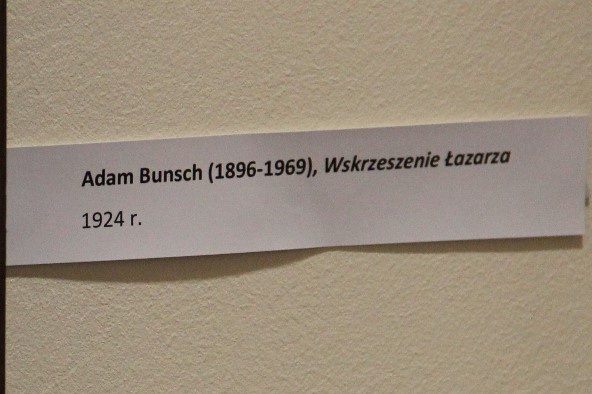 Adam Bunsch (1896-1969), Wskrzeszenie Łazarza
1924 r.